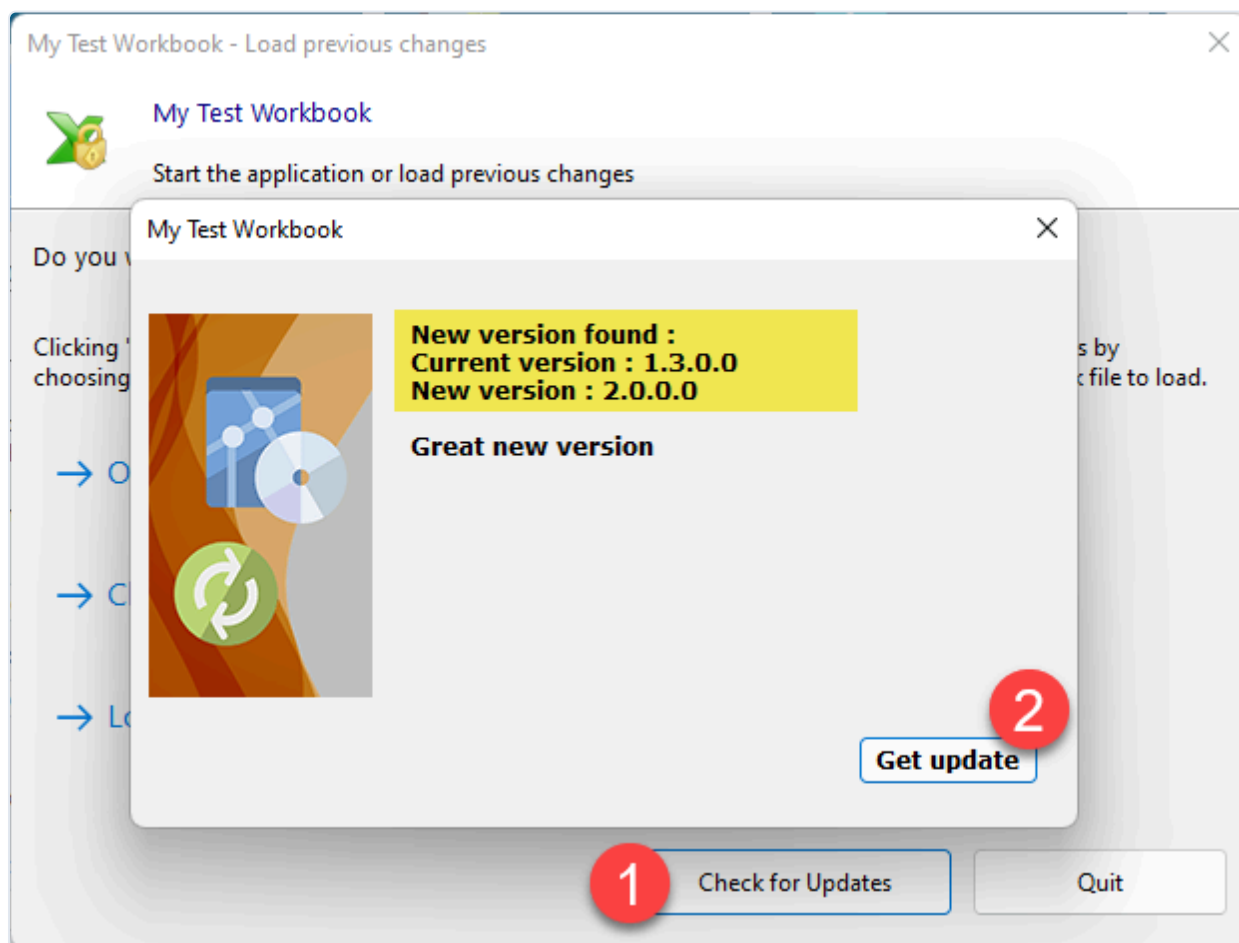 My Test Workbook - Load previous changes
My Test Workbook
Start the application or load previous changes
My Test Workbook
Do you
New version found :
Current version : 1.3.0.0
New version : 2.0.0.0
Clicking '
s by
choosing
file to load.
Great new version
2
Get update
1
Check for Updates
Quit